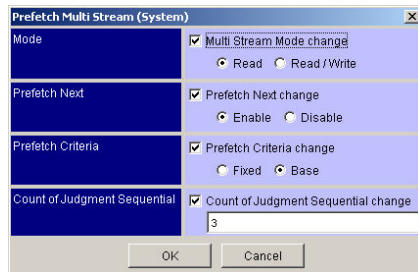 Prefetch Multi Stream (System)
Mode
Multi Stream Mode change
Read Read / Write
Prefetch Next
Prefetch Next change
Enable Disable
Prefetch Criteria
Prefetch Criteria change
Fixed Base
Count of Judgment Sequential
Count of Judgment Sequential change
3
OK Cancel